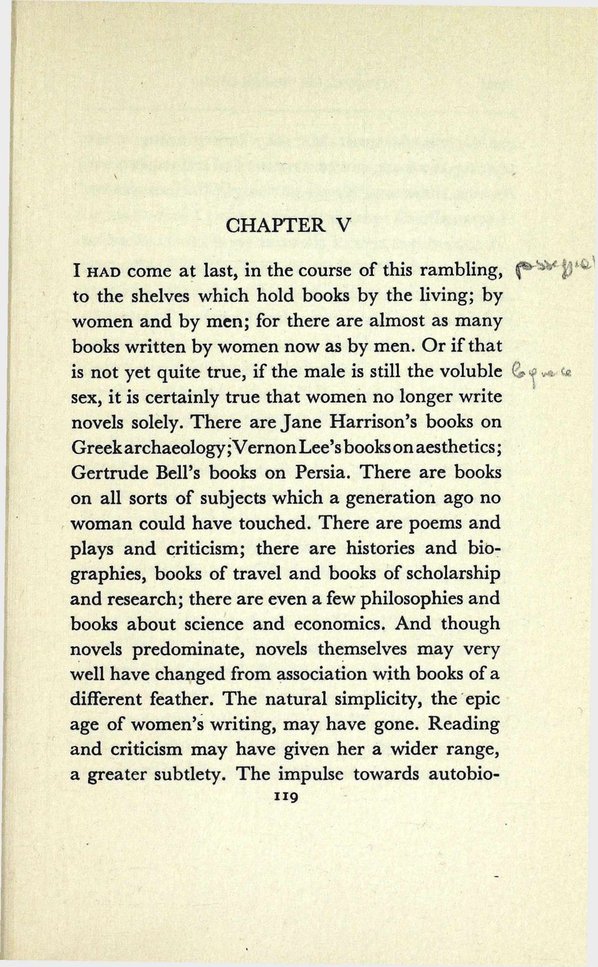 CHAPTER V
I HAD come at last, in the course of this rambling,
to the shelves which hold books by the living; by
women and by men; for there are almost as many
books written by women now as by men. Or if that
is not yet quite true, if the male is still the voluble
sex, it is certainly true that women no longer write
novels solely. There are Jane Harrison's books on
Greek archaeology; Vernon Lee's books on aesthetics;
Gertrude Bell's books on Persia. There are books
on all sorts of subjects which a generation ago no
woman could have touched. There are poems and
plays and criticism; there are histories and bio-
graphies, books of travel and books of scholarship
and research; there are even a few philosophies and
books about science and economics. And though
novels predominate, novels themselves may very
well have changed from association with books of a
different feather. The natural simplicity, the epic
age of women's writing, may have gone. Reading
and criticism may have given her a wider range,
a greater subtlety. The impulse towards autobio-
119